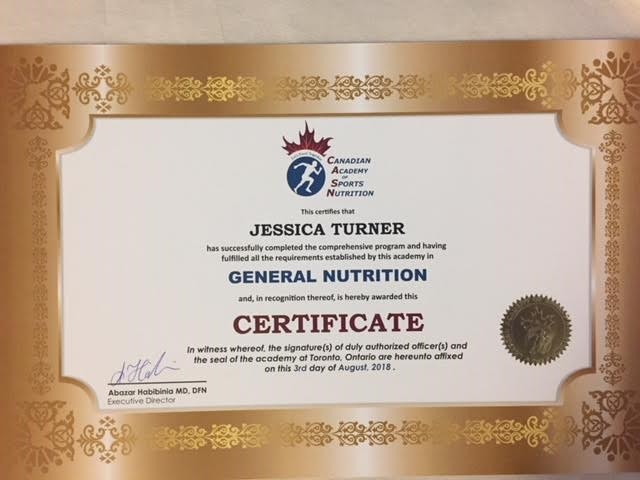 CANADIAN
ACADEMY
OF
SPORTS
NUTRITION
This certifies that
JESSICA TURNER
has successfully completed the comprehensive program and having
fulfilled all the requirements established by this academy in
GENERAL NUTRITION
and, in recognition thereof, is hereby awarded this
CERTIFICATE
In witness whereof, the signature(s) of duly authorized officer(s) and
the seal of the academy at Toronto, Ontario are hereunto affixed
on this 3rd day of August, 2018 .
Abazar Habibinia MD, DFN
Executive Director